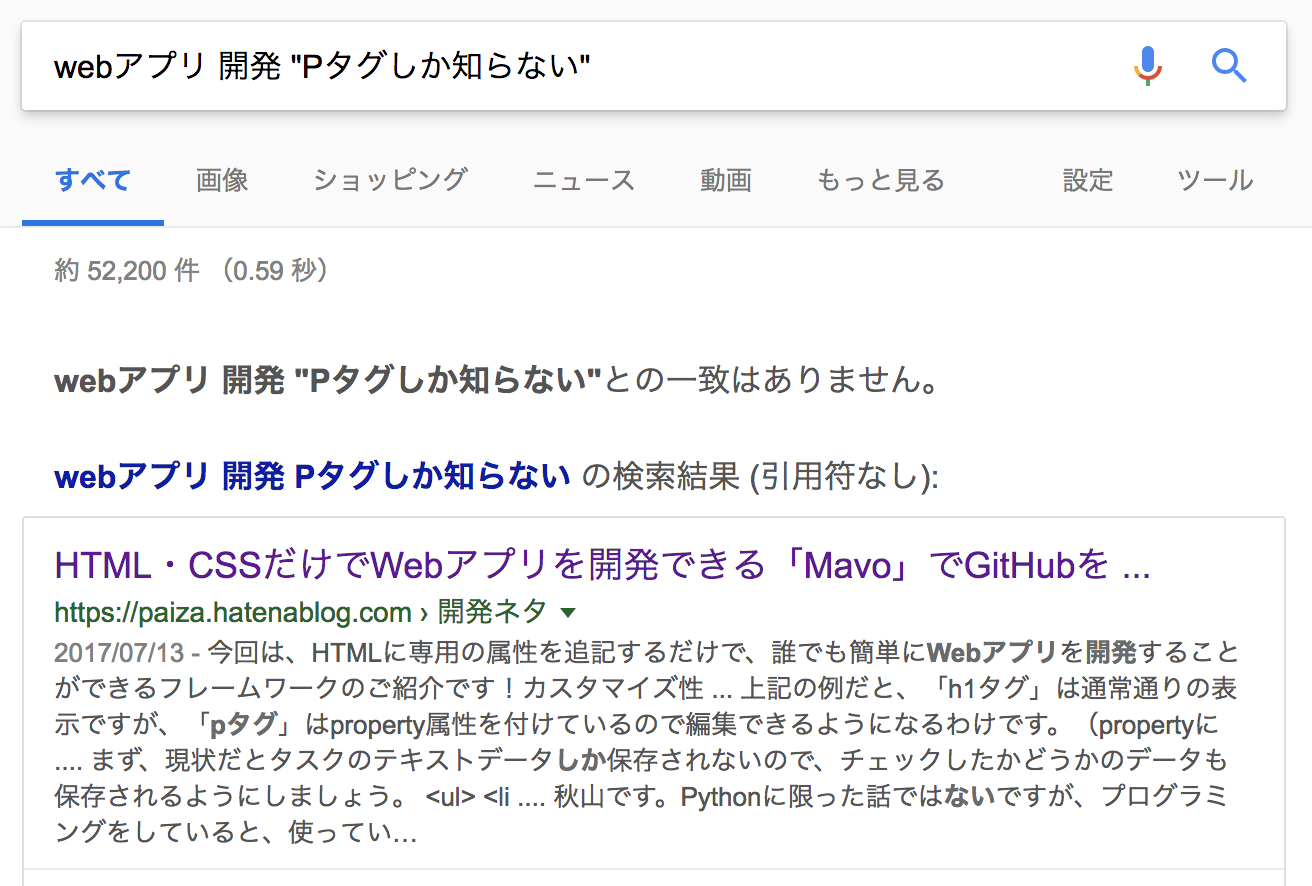 webアプリ 開発 "Pタグしか知らない"
すべて 画像 ショッピング ニュース 動画 もっと見る 設定 ツール
約 52,200 件 （0.59 秒）
webアプリ 開発 "Pタグしか知らない"との一致はありません。
webアプリ 開発 Pタグしか知らない の検索結果 (引用符なし):
HTML・CSSだけでWebアプリを開発できる「Mavo」でGitHubを ...
https://paiza.hatenablog.com › 開発ネタ
2017/07/13 - 今回は、HTMLに専用の属性を追記するだけで、誰でも簡単にWebアプリを開発すること
ができるフレームワークのご紹介です！カスタマイズ性 ... 上記の例だと、「h1タグ」は通常通りの表
示ですが、「pタグ」はproperty属性を付けているので編集できるようになるわけです。（propertyに
.... まず、現状だとタスクのテキストデータしか保存されないので、チェックしたかどうかのデータも
保存されるようにしましょう。 <ul> <li .... 秋山です。Pythonに限った話ではないですが、プログラミ
ングをしていると、使ってい…